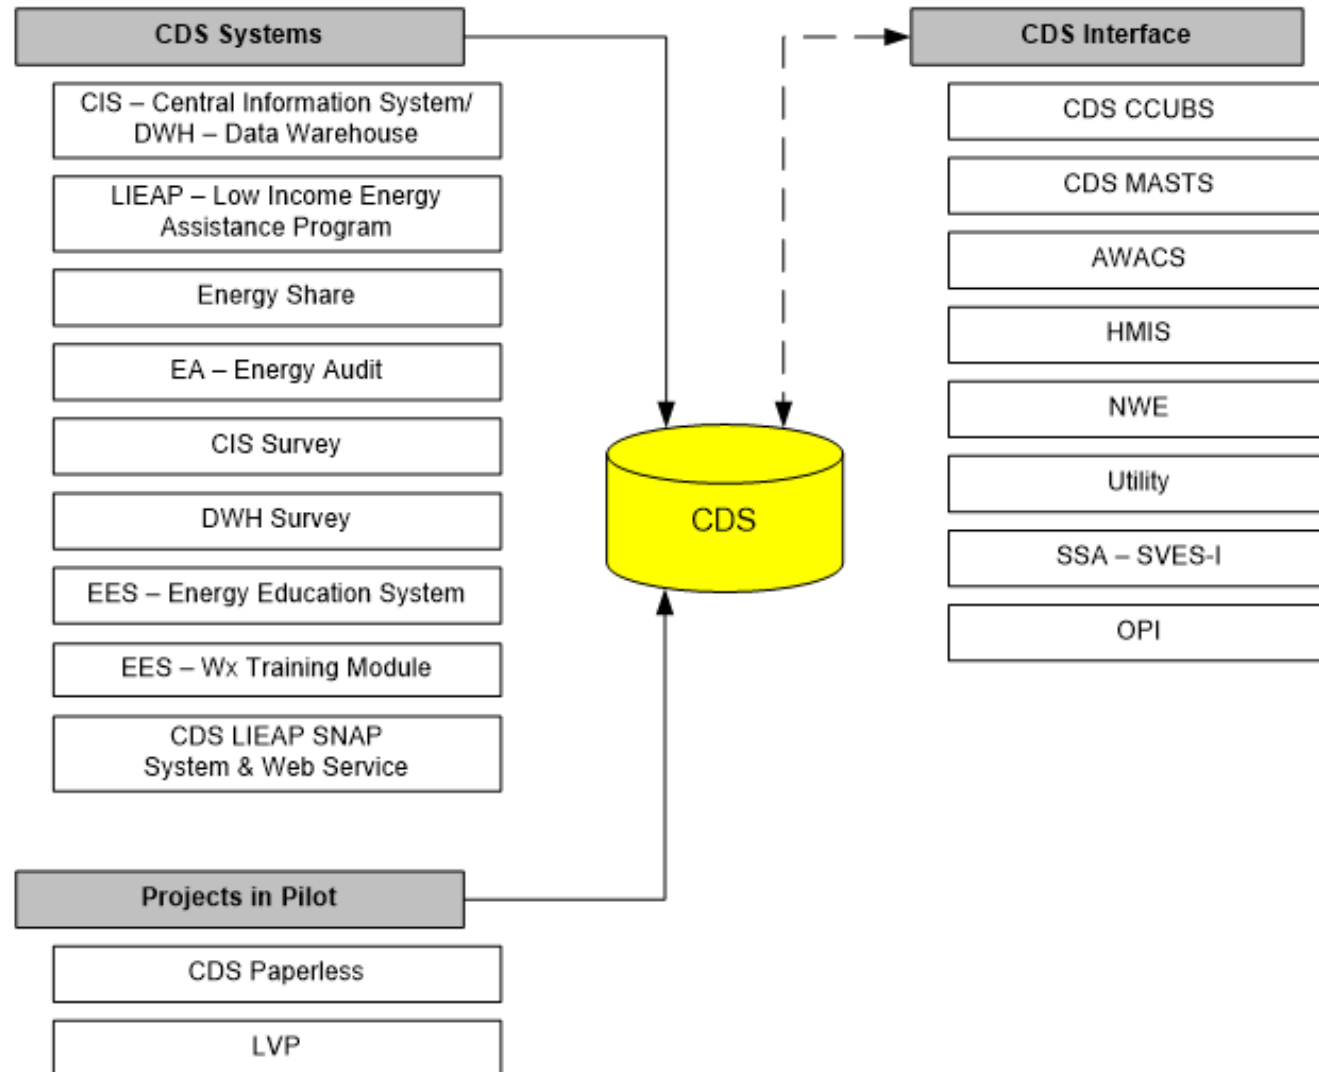 CDS Systems
CIS – Central Information System/
DWH – Data Warehouse
LIEAP – Low Income Energy
Assistance Program
Energy Share
EA – Energy Audit
CIS Survey
DWH Survey
EES – Energy Education System
EES – Wx Training Module
CDS LIEAP SNAP
System & Web Service
Projects in Pilot
CDS Paperless
LVP
CDS
CDS Interface
CDS CCUBS
CDS MASTS
AWACS
HMIS
NWE
Utility
SSA – SVES-I
OPI